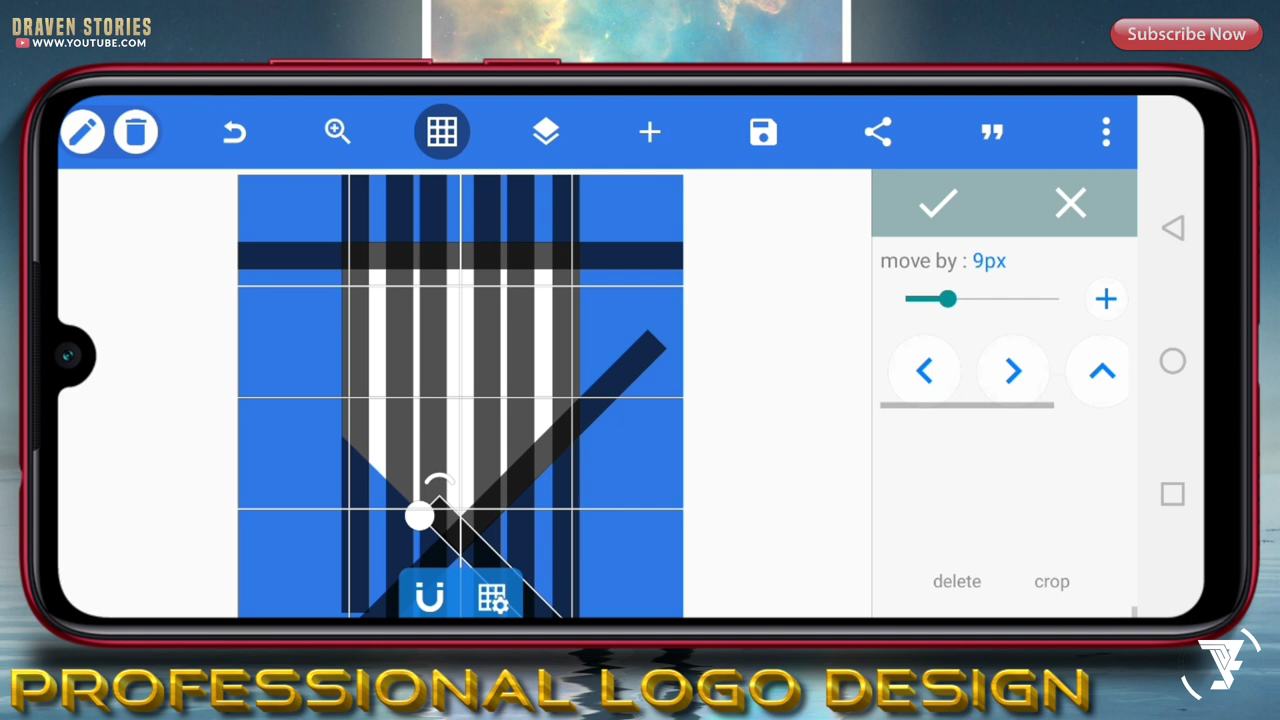 DRAVEN STORIES
WWW.YOUTUBE.COM
Subscribe Now
move by : 9px
delete
crop
PROFESSIONAL LOGO DESIGN